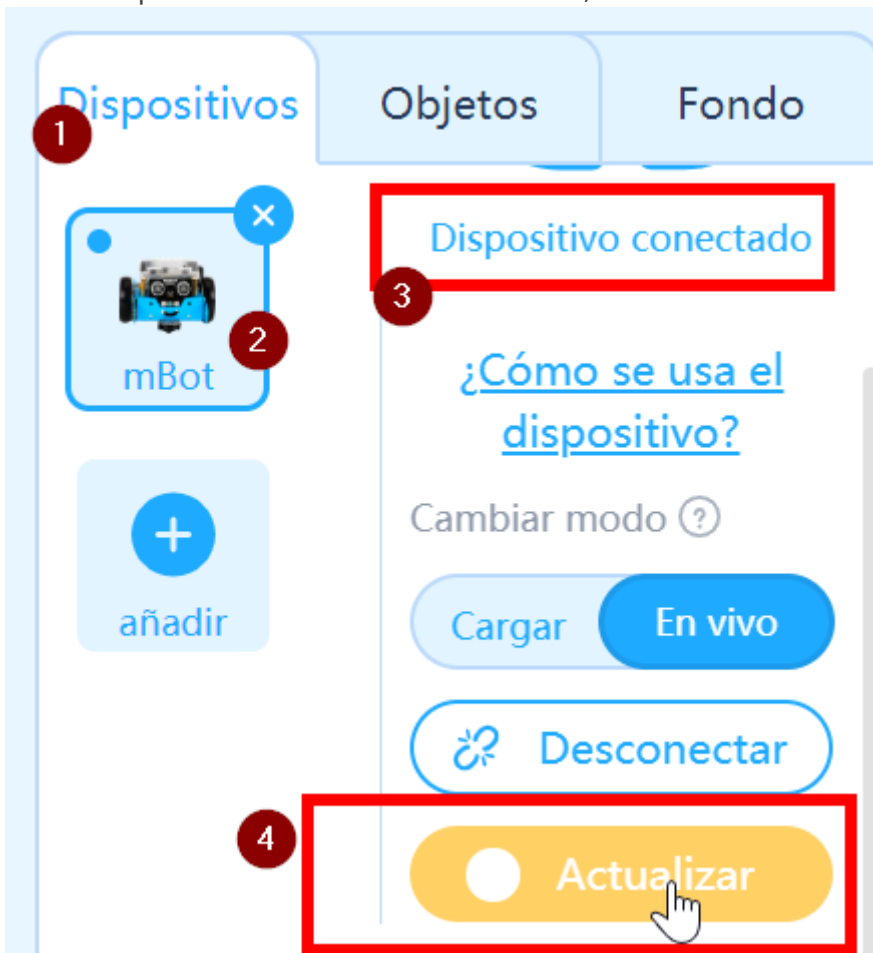 Dispositivos
Objetos
Fondo
1
Dispositivo conectado
3
mBot
2
¿Cómo se usa el
dispositivo?
Cambiar modo ?
añadir
Cargar
En vivo
Desconectar
4
Actualizar